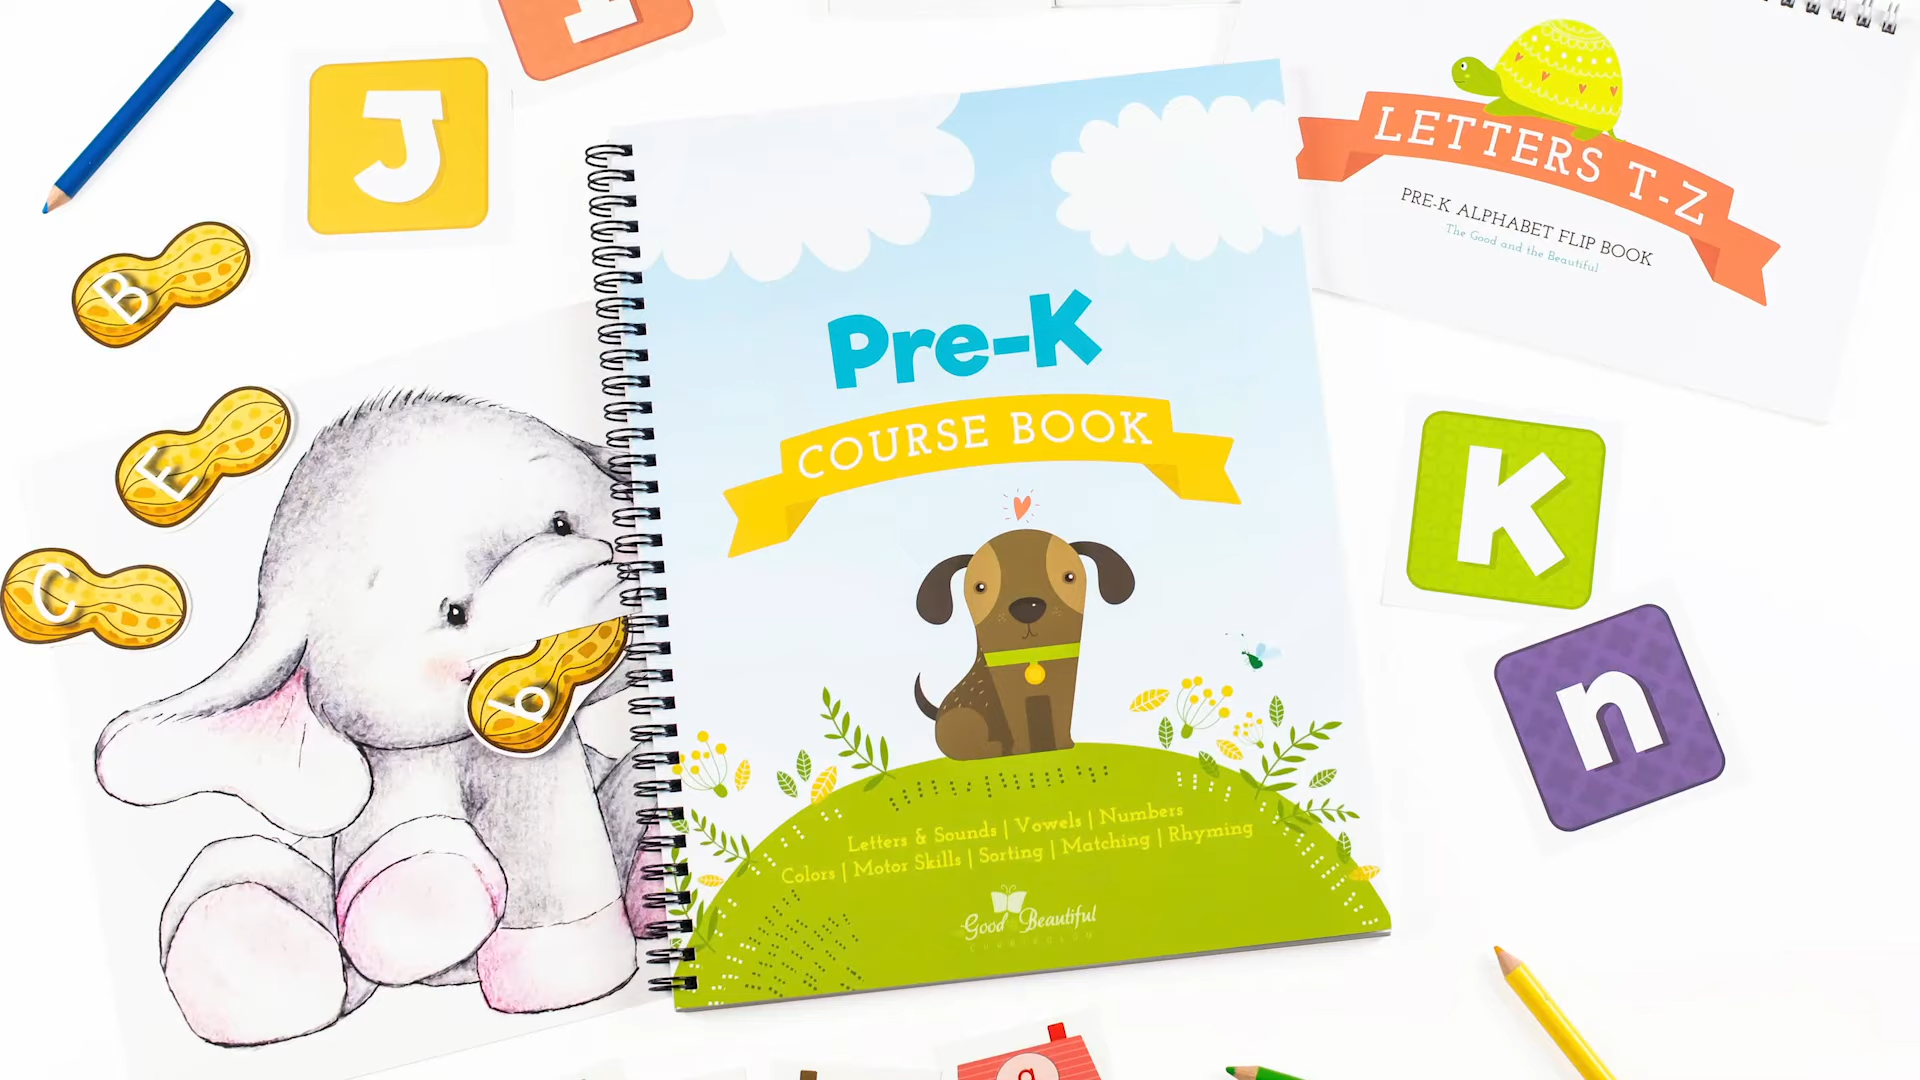 J
LETTERS T-Z
PRE-K ALPHABET FLIP BOOK
The Good and the Beautiful
B
E
C
b
Pre-K
COURSE BOOK
Letters & Sounds | Vowels | Numbers
Colors | Motor Skills | Sorting | Matching | Rhyming
Good Beautiful
CURRICULUM
K
n